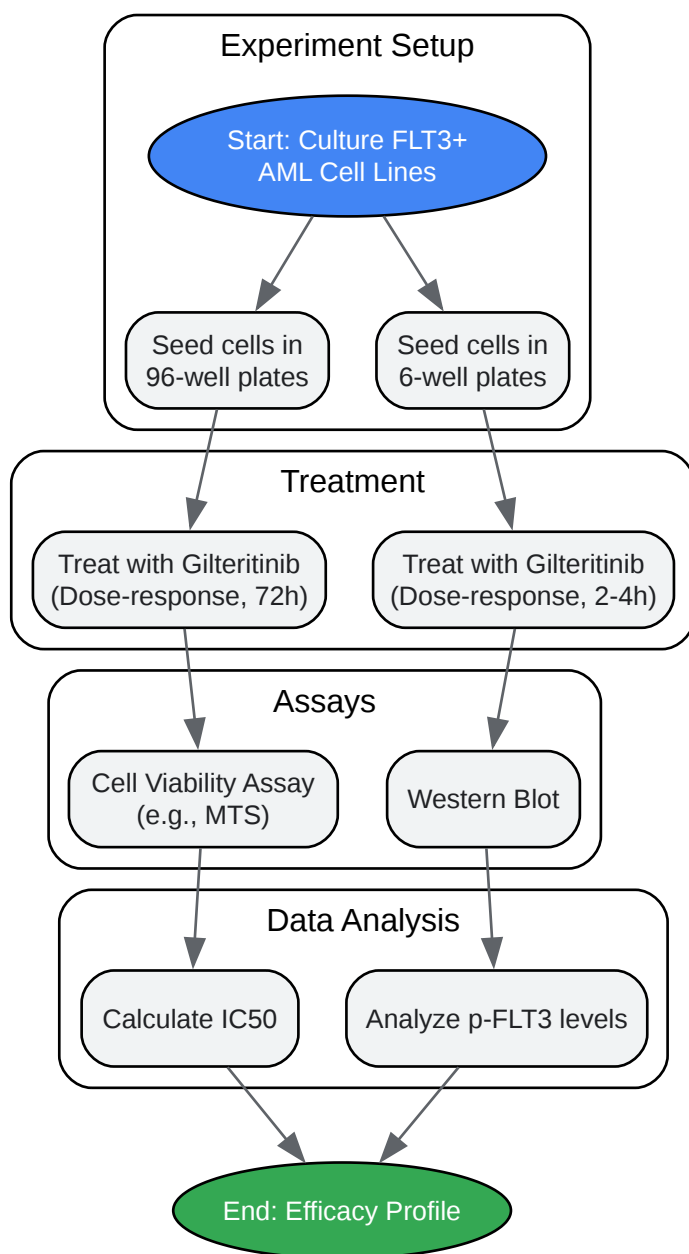 Experiment Setup
Start: Culture FLT3+
AML Cell Lines
Seed cells in
96-well plates
Seed cells in
6-well plates
Treatment
Treat with Gilteritinib
(Dose-response, 72h)
Treat with Gilteritinib
(Dose-response, 2-4h)
Assays
Cell Viability Assay
(e.g., MTS)
Western Blot
Data Analysis
Calculate IC50
Analyze p-FLT3 levels
End: Efficacy Profile